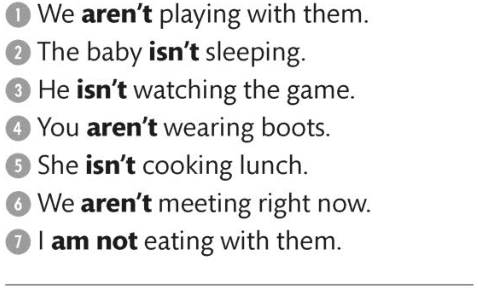 1 We aren’t playing with them.
2 The baby isn’t sleeping.
3 He isn’t watching the game.
4 You aren’t wearing boots.
5 She isn’t cooking lunch.
6 We aren’t meeting right now.
7 I am not eating with them.